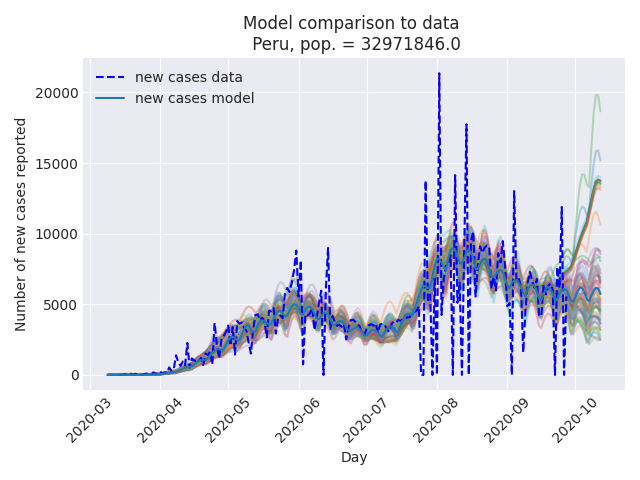 Model comparison to data
Peru, pop. = 32971846.0
new cases data
new cases model
Number of new cases reported
20000
15000
10000
5000
0
2020-03
2020-04
2020-05
2020-06
2020-07
2020-08
2020-09
2020-10
Day